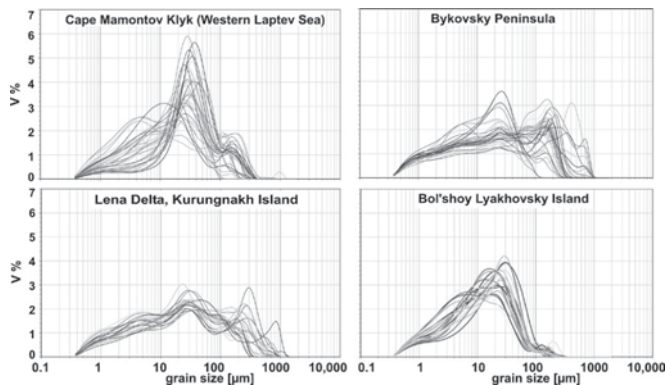 Cape Mamontov Klyk (Western Laptev Sea)
Bykovsky Peninsula
7
6
5
4
3
2
1
0
V %
Lena Delta, Kurungnakh Island
Bol'shoy Lyakhovsky Island
7
6
5
4
3
2
1
0
V %
0.1 1 10 100 1000 10,000
0.1 1 10 100 1000 10,000
grain size [µm]
grain size [µm]